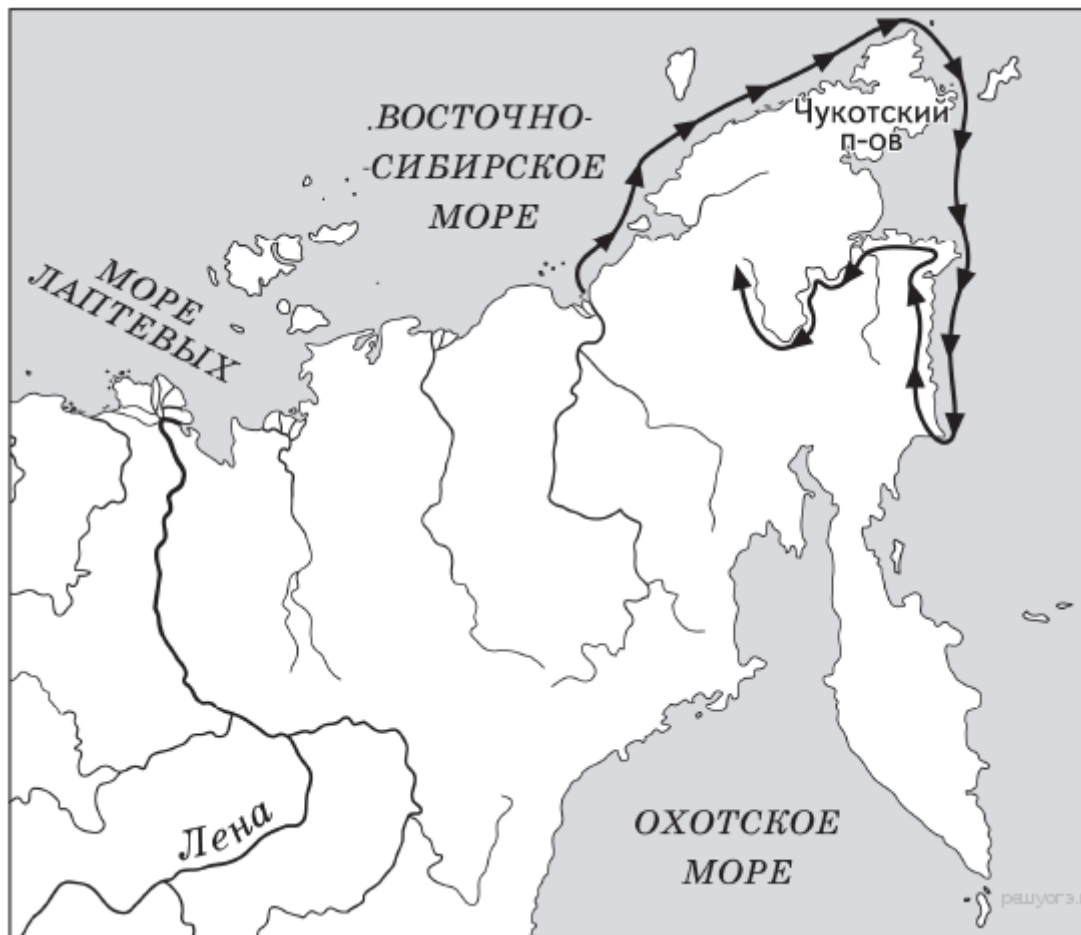 .ВОСТОЧНО-
-СИБИРСКОЕ
МОРЕ
Чукотский
п-ов
МОРЕ
ЛАПТЕВЫХ
Лена
ОХОТСКОЕ
МОРЕ